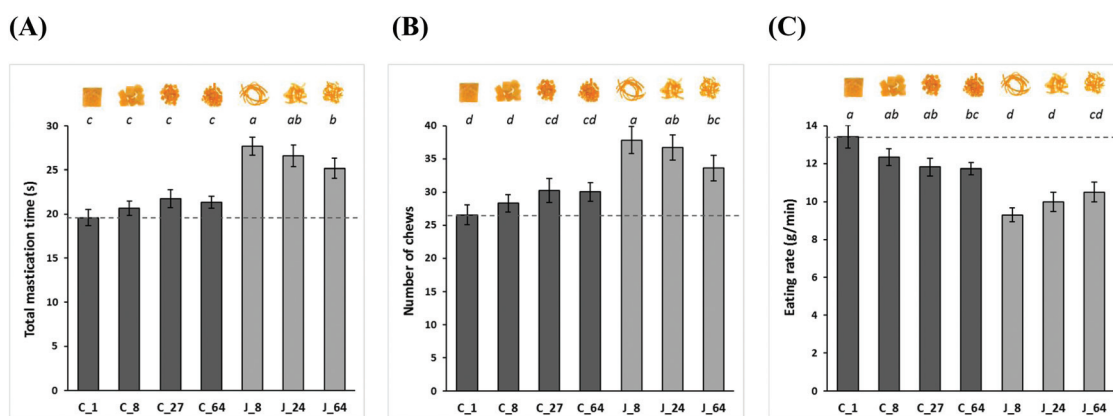 (A)
(B)
(C)
c c c c a ab b
30
25
20
15
10
5
0
Total mastication time (s)
C_1 C_8 C_27 C_64 J_8 J_24 J_64
d d cd cd a ab bc
40
35
30
25
20
15
10
5
0
Number of chews
C_1 C_8 C_27 C_64 J_8 J_24 J_64
a ab ab bc d d cd
14
12
10
8
6
4
2
0
Eating rate (g/min)
C_1 C_8 C_27 C_64 J_8 J_24 J_64